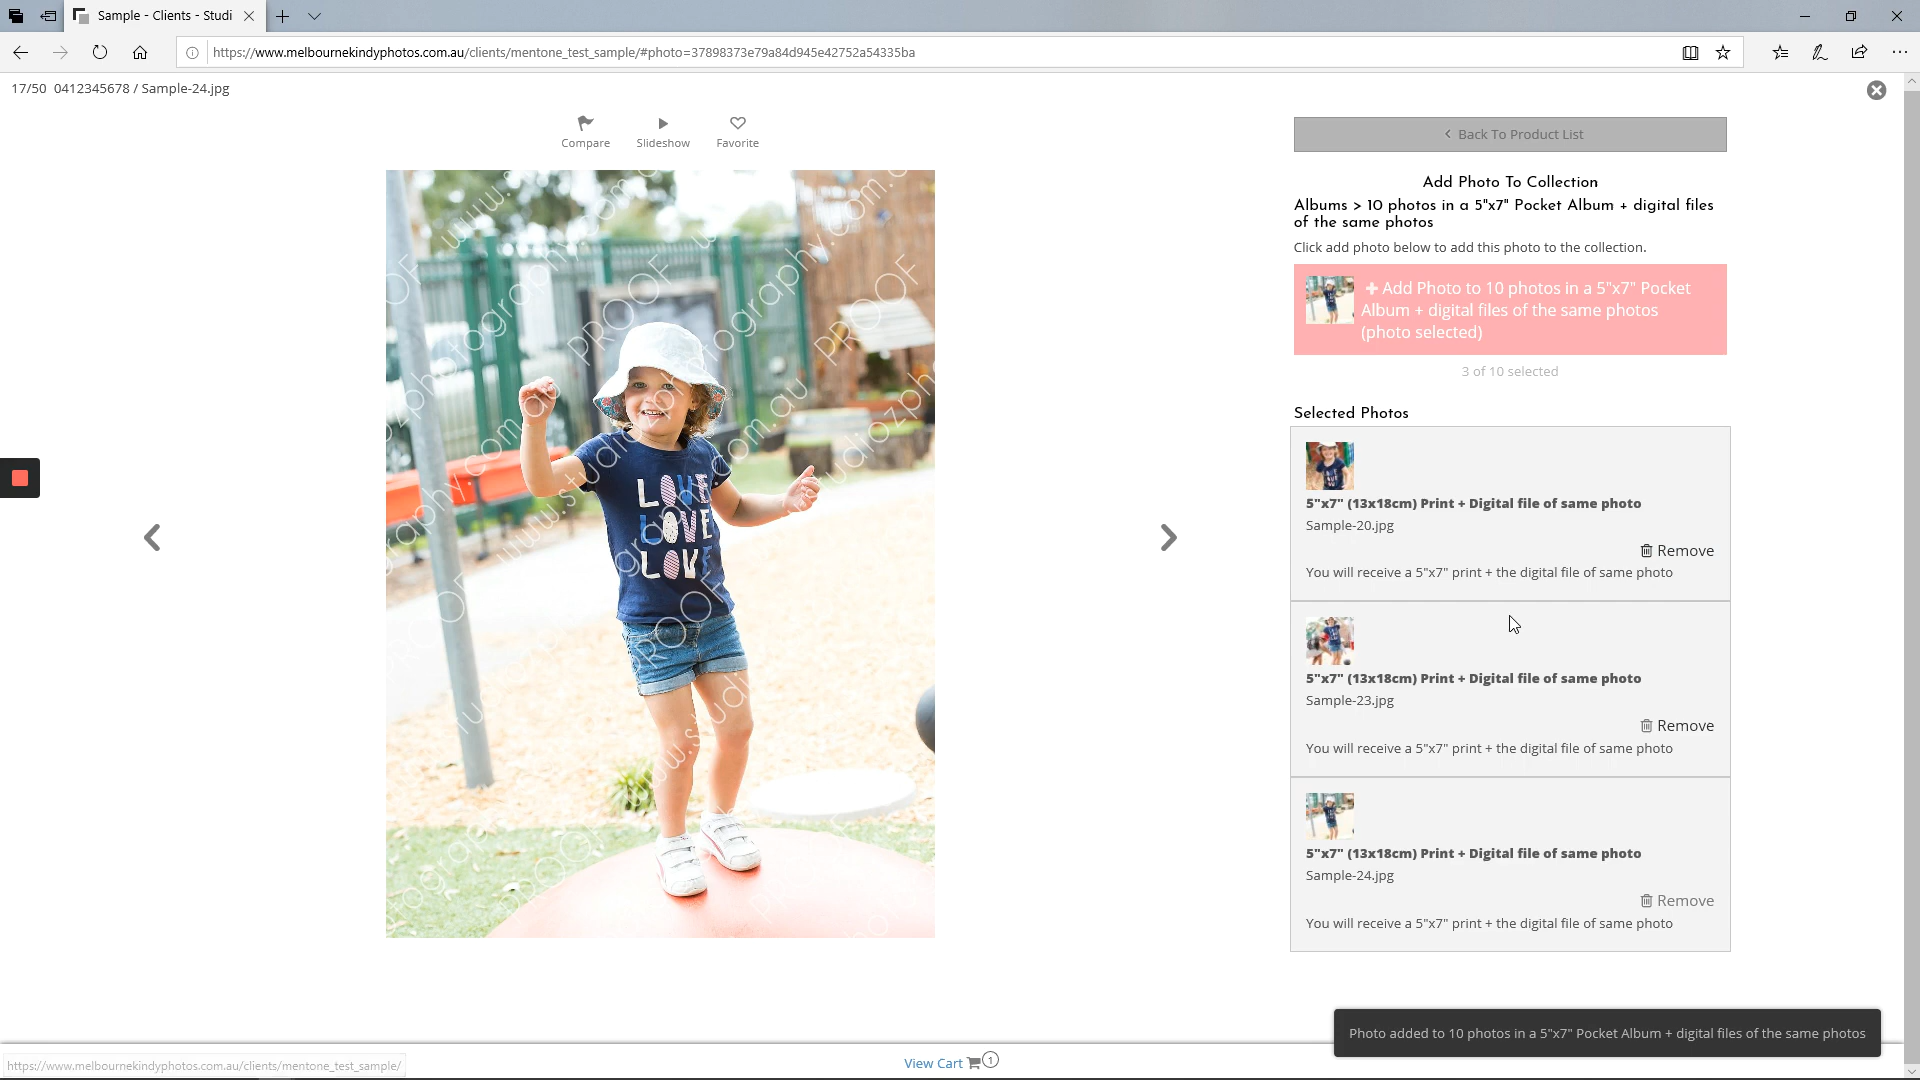 Sample - Clients - Studi
https://www.melbournekindyphotos.com.au/clients/mentone_test_sample/#photo=37898373e79a84d945e42752a54335ba
17/50 0412345678 / Sample-24.jpg
Compare
Slideshow
Favorite
Back To Product List
Add Photo To Collection
Albums > 10 photos in a 5"x7" Pocket Album + digital files
of the same photos
Click add photo below to add this photo to the collection.
Add Photo to 10 photos in a 5"x7" Pocket
Album + digital files of the same photos
(photo selected)
3 of 10 selected
Selected Photos
5"x7" (13x18cm) Print + Digital file of same photo
Sample-20.jpg
Remove
You will receive a 5"x7" print + the digital file of same photo
5"x7" (13x18cm) Print + Digital file of same photo
Sample-23.jpg
Remove
You will receive a 5"x7" print + the digital file of same photo
5"x7" (13x18cm) Print + Digital file of same photo
Sample-24.jpg
Remove
You will receive a 5"x7" print + the digital file of same photo
LOVE
LOVE
LOVE
PROOF
PROOF
PROOF
PROOF
Photo added to 10 photos in a 5"x7" Pocket Album + digital files of the same photos
View Cart 1
https://www.melbournekindyphotos.com.au/clients/mentone_test_sample/